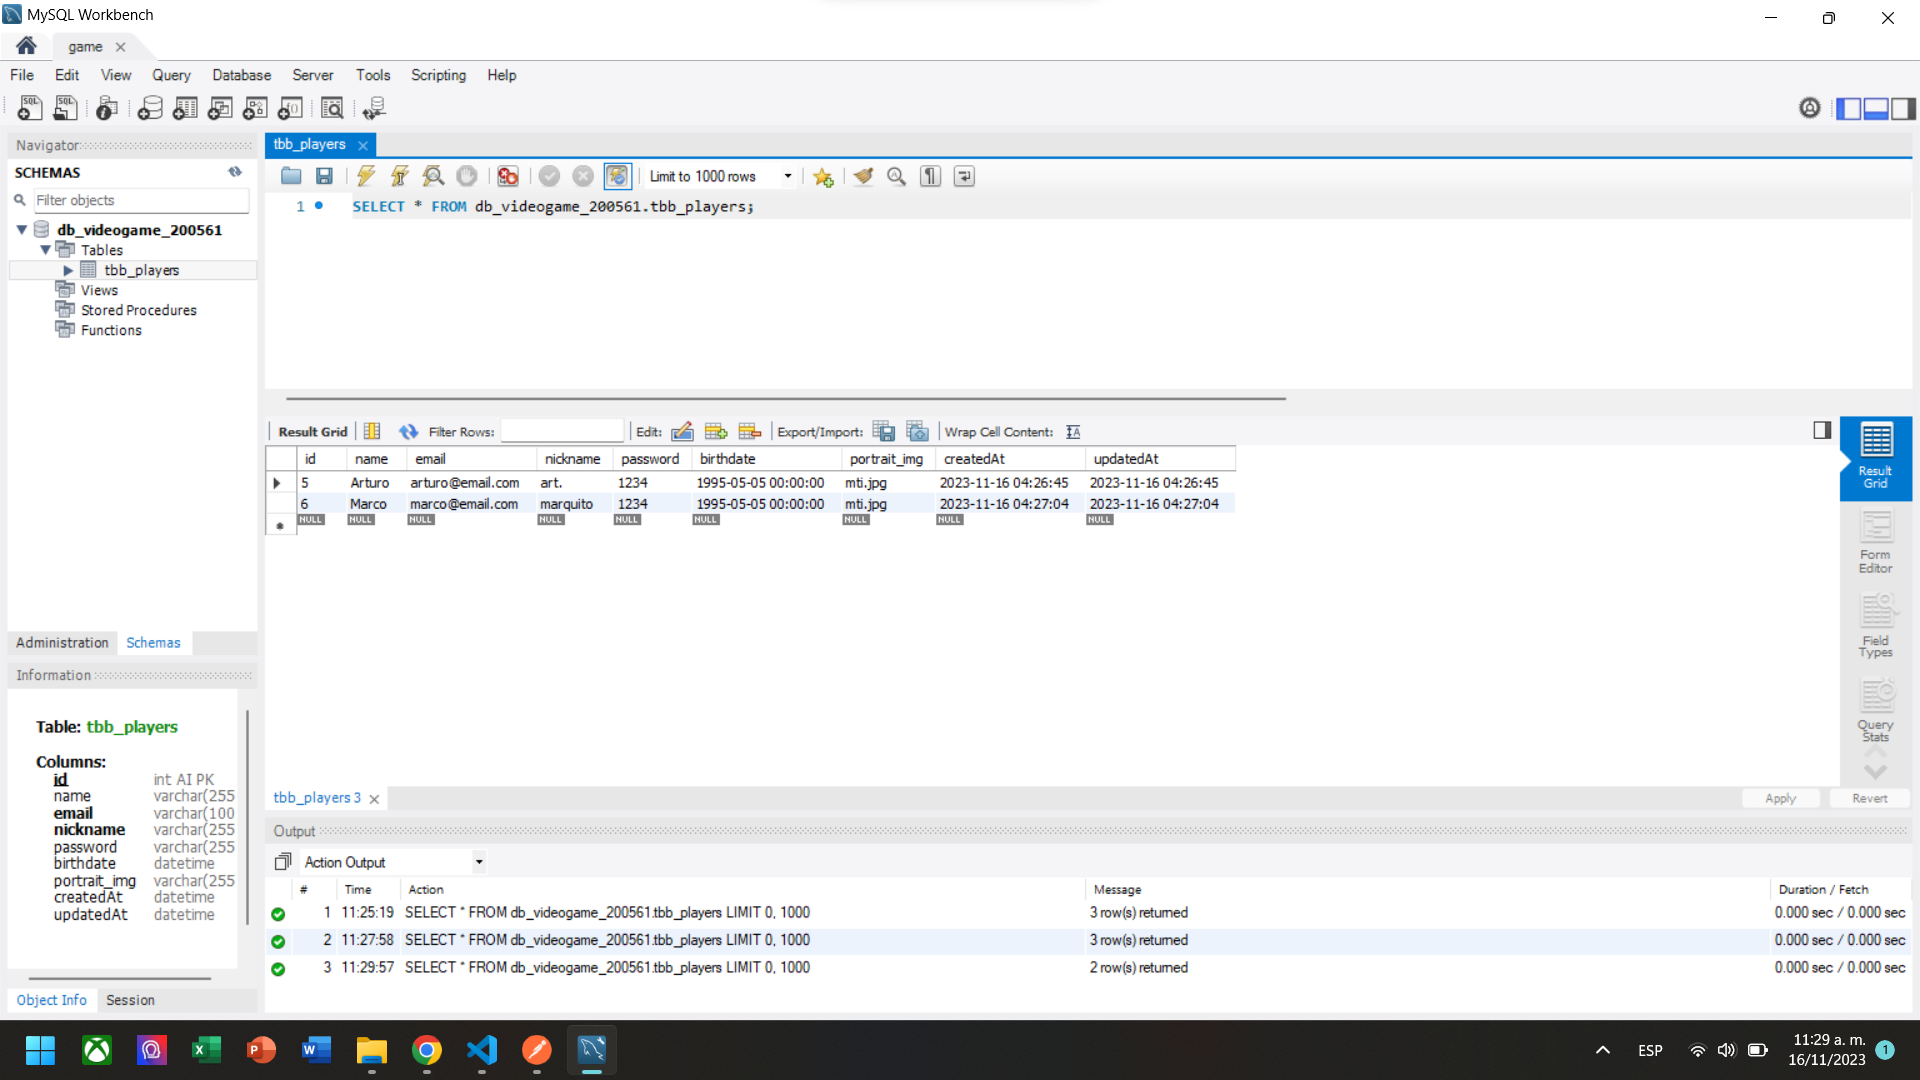 MySQL Workbench
game
File Edit View Query Database Server Tools Scripting Help
Navigator
tbb_players
SCHEMAS
Filter objects
Limit to 1000 rows
1 SELECT * FROM db_videogame_200561.tbb_players;
db_videogame_200561
Tables
tbb_players
Views
Stored Procedures
Functions
Result Grid Filter Rows: Edit: Export/Import: Wrap Cell Content:
id name email nickname password birthdate portrait_img createdAt updatedAt
5 Arturo arturo@email.com art. 1234 1995-05-05 00:00:00 mti.jpg 2023-11-16 04:26:45 2023-11-16 04:26:45
6 Marco marco@email.com marquito 1234 1995-05-05 00:00:00 mti.jpg 2023-11-16 04:27:04 2023-11-16 04:27:04
NULL NULL NULL NULL NULL NULL NULL NULL NULL
Result
Grid
Form
Editor
Field
Types
Query
Stats
Administration Schemas
Information
Table: tbb_players
Columns:
id int AI PK
name varchar(255
email varchar(100
nickname varchar(255
password varchar(255
birthdate datetime
portrait_img varchar(255
createdAt datetime
updatedAt datetime
Object Info Session
tbb_players 3
Apply Revert
Output
Action Output
# Time Action Message Duration / Fetch
1 11:25:19 SELECT * FROM db_videogame_200561.tbb_players LIMIT 0, 1000 3 row(s) returned 0.000 sec / 0.000 sec
2 11:27:58 SELECT * FROM db_videogame_200561.tbb_players LIMIT 0, 1000 3 row(s) returned 0.000 sec / 0.000 sec
3 11:29:57 SELECT * FROM db_videogame_200561.tbb_players LIMIT 0, 1000 2 row(s) returned 0.000 sec / 0.000 sec
ESP
11:29 a. m.
16/11/2023
1